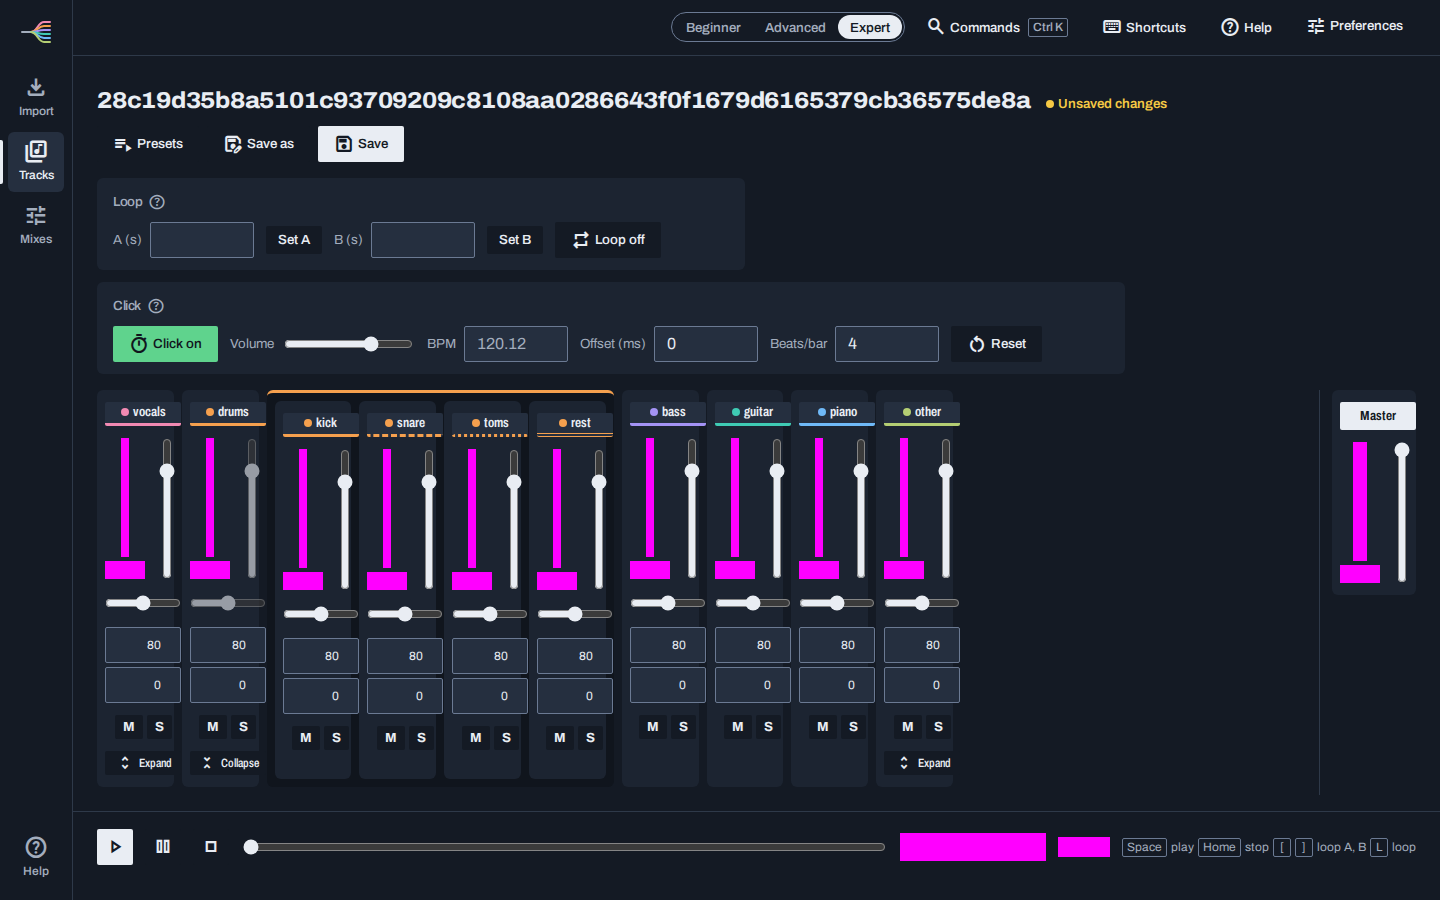 Beginner Advanced Expert Commands Ctrl K Shortcuts Help Preferences
Import
Tracks
Mixes
Help
28c19d35b8a5101c93709209c8108aa0286643f0f1679d6165379cb36575de8a Unsaved changes
Presets Save as Save
Loop
A (s) Set A B (s) Set B Loop off
Click
Click on Volume BPM 120.12 Offset (ms) 0 Beats/bar 4 Reset
vocals drums kick snare toms rest bass guitar piano other Master
80 80 80 80 80 80 80 80 80 80
0 0 0 0 0 0 0 0 0 0
M S M S M S M S M S M S M S M S M S M S
Expand Collapse Expand
Space play Home stop [ ] loop A, B L loop